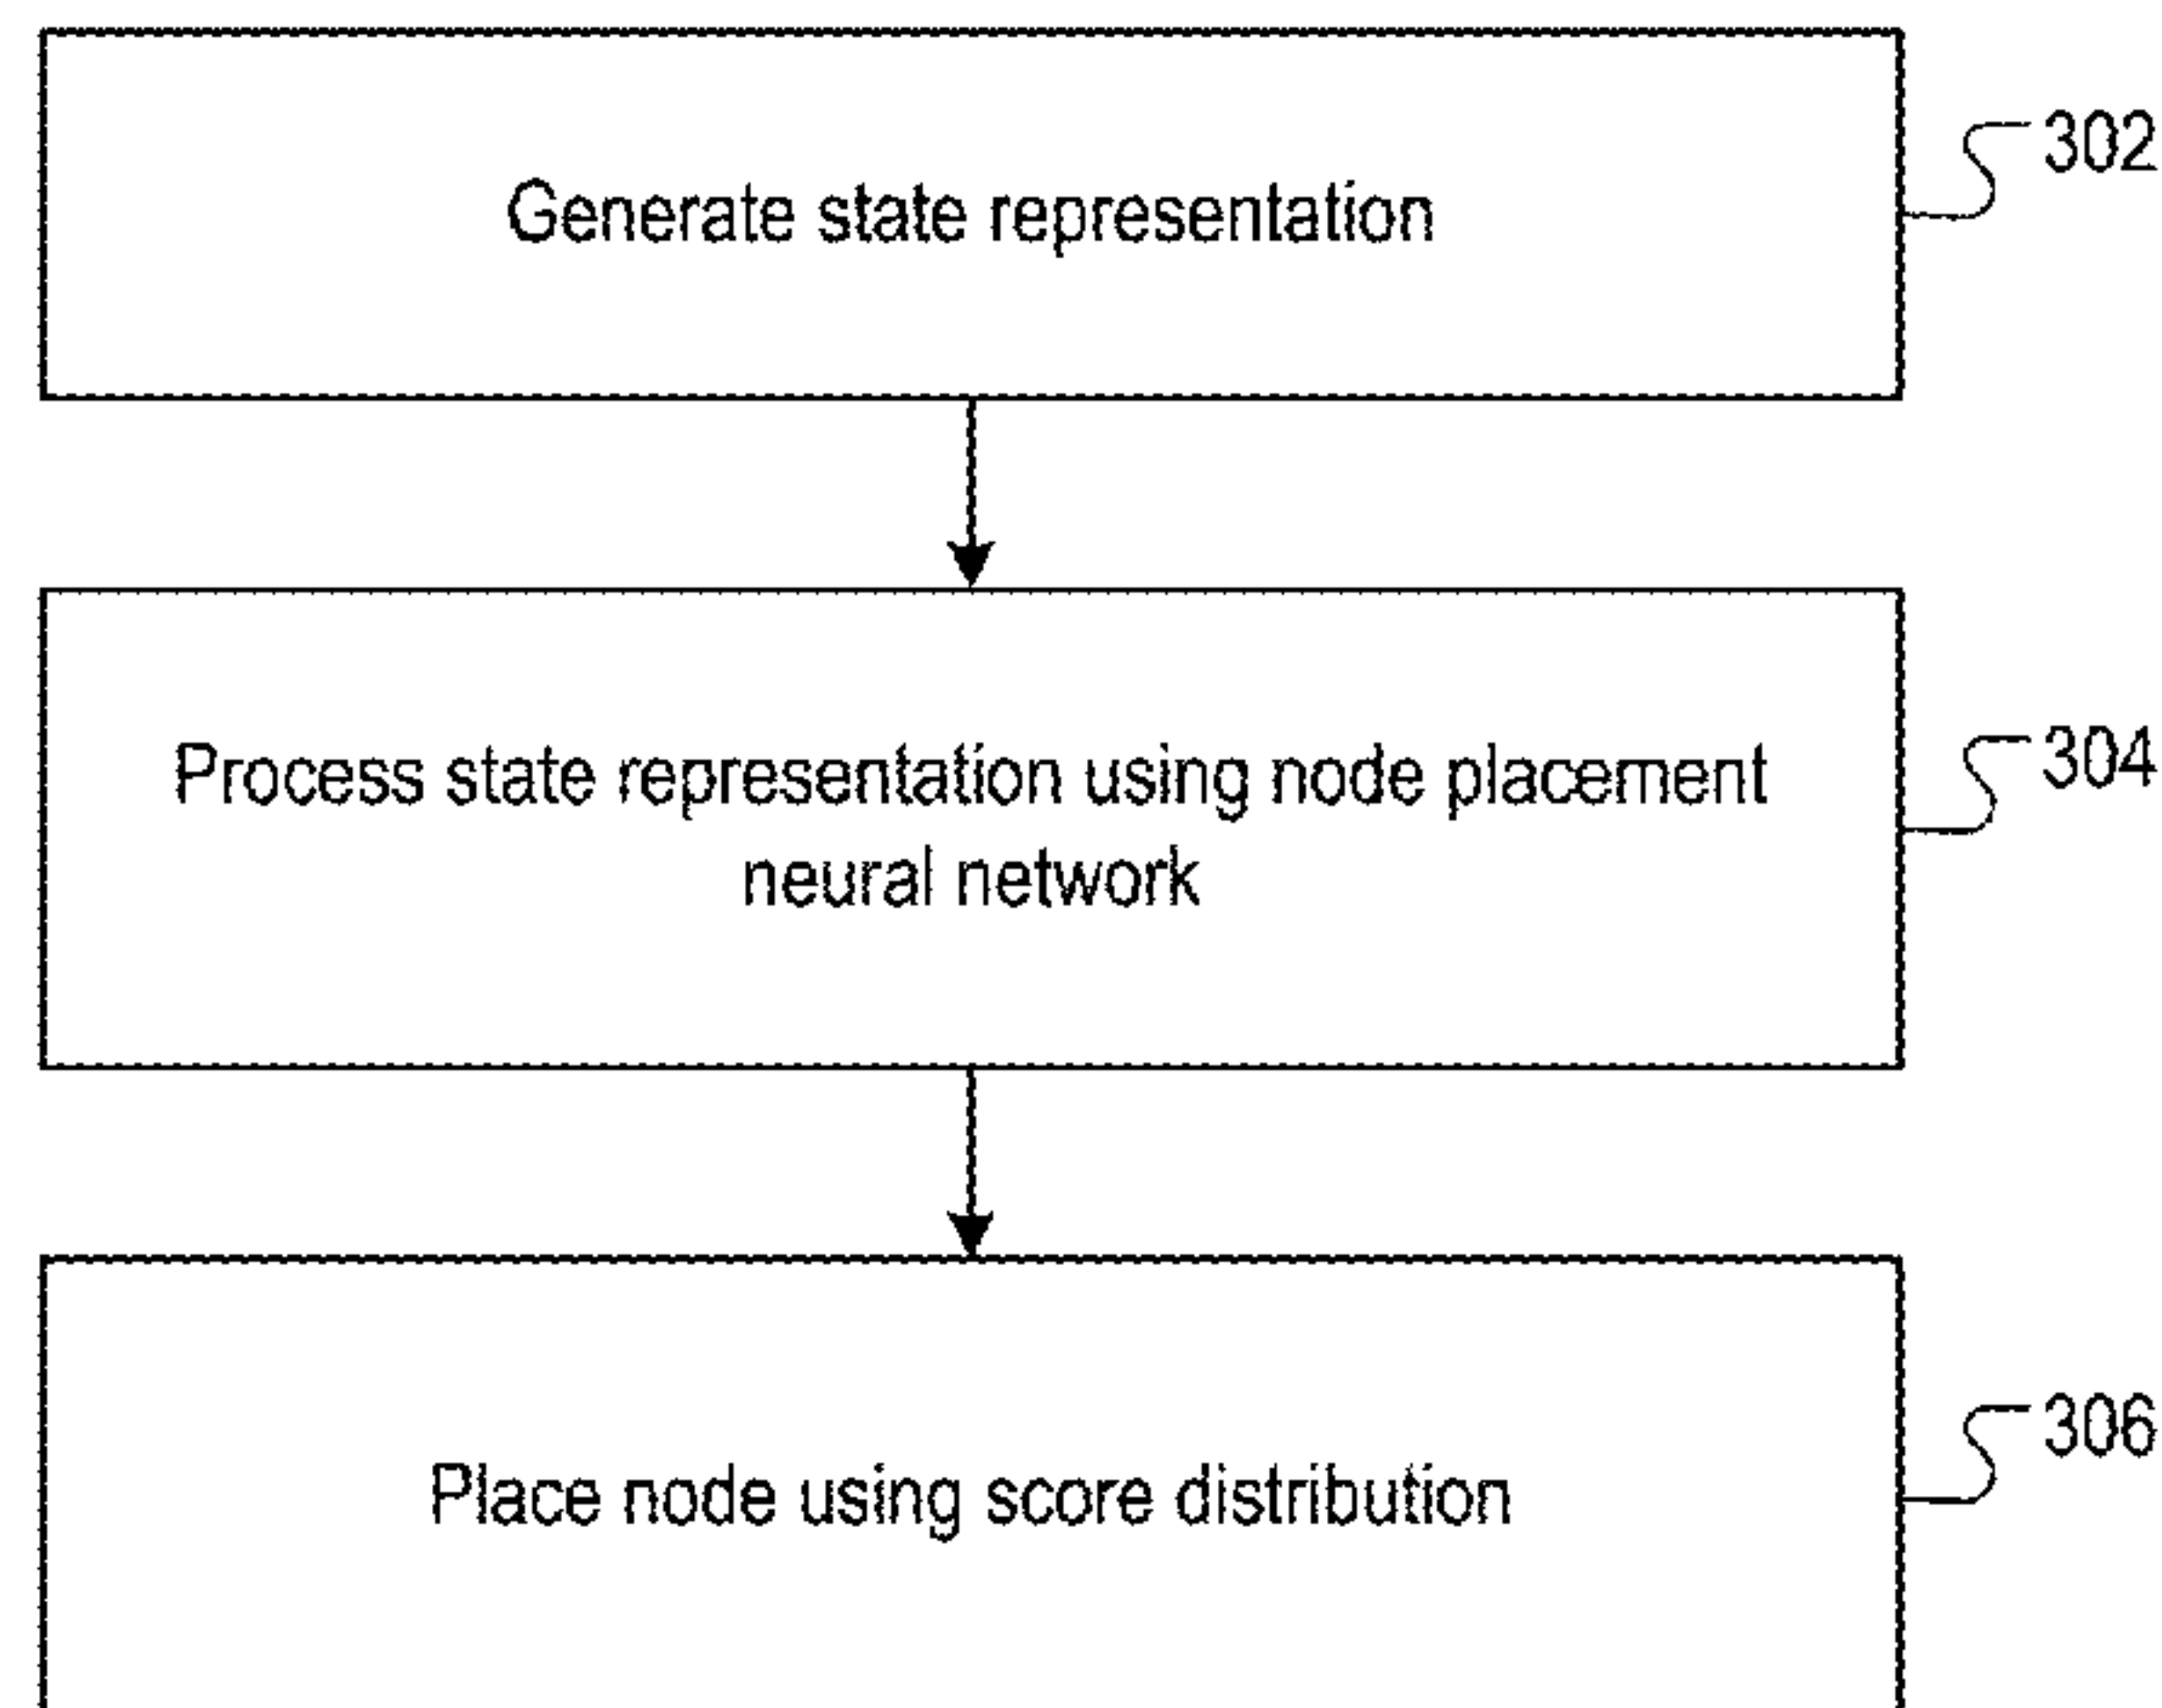 Generate state representation
302
Process state representation using node placement
neural network
304
Place node using score distribution
306